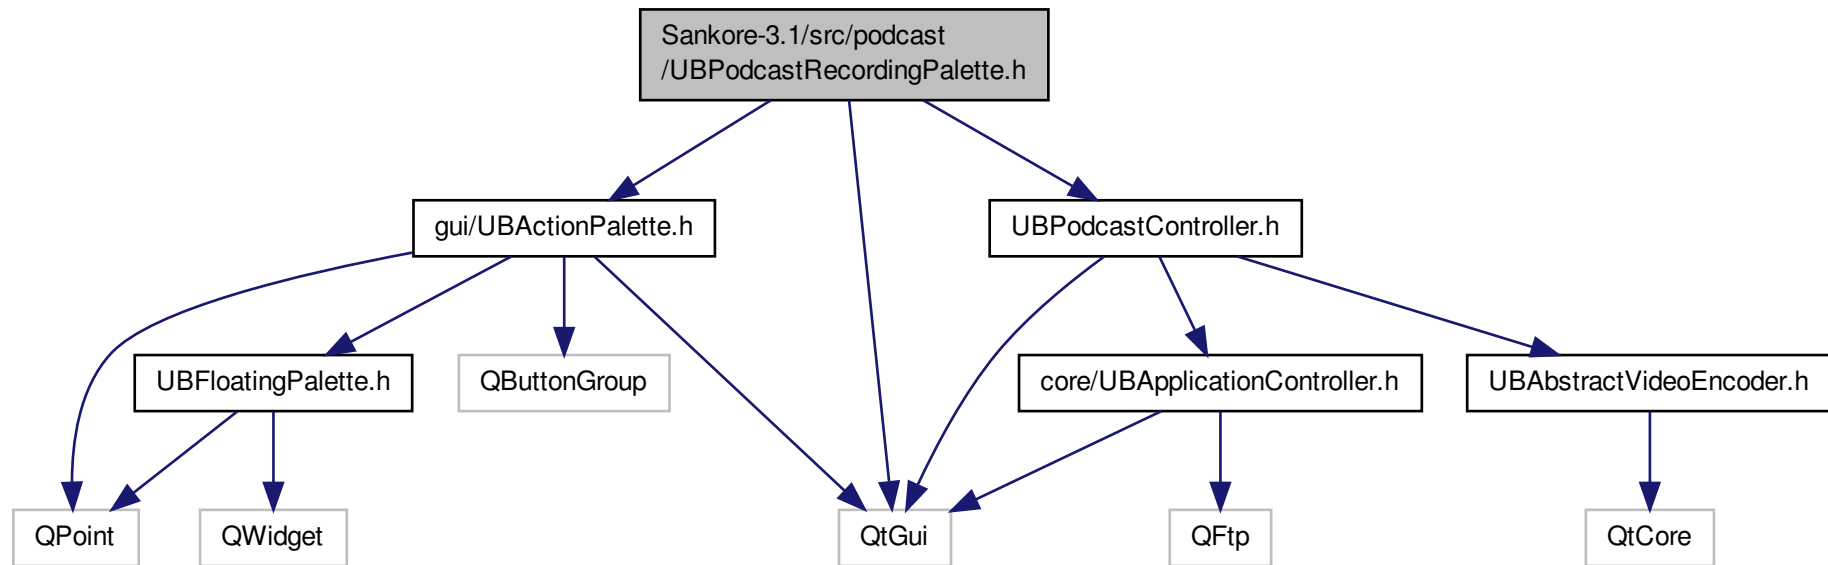 Sankore-3.1/src/podcast
/UBPodcastRecordingPalette.h
gui/UBActionPalette.h
UBPodcastController.h
UBFloatingPalette.h
QButtonGroup
core/UBApplicationController.h
UBAbstractVideoEncoder.h
QPoint
QWidget
QtGui
QFtp
QtCore